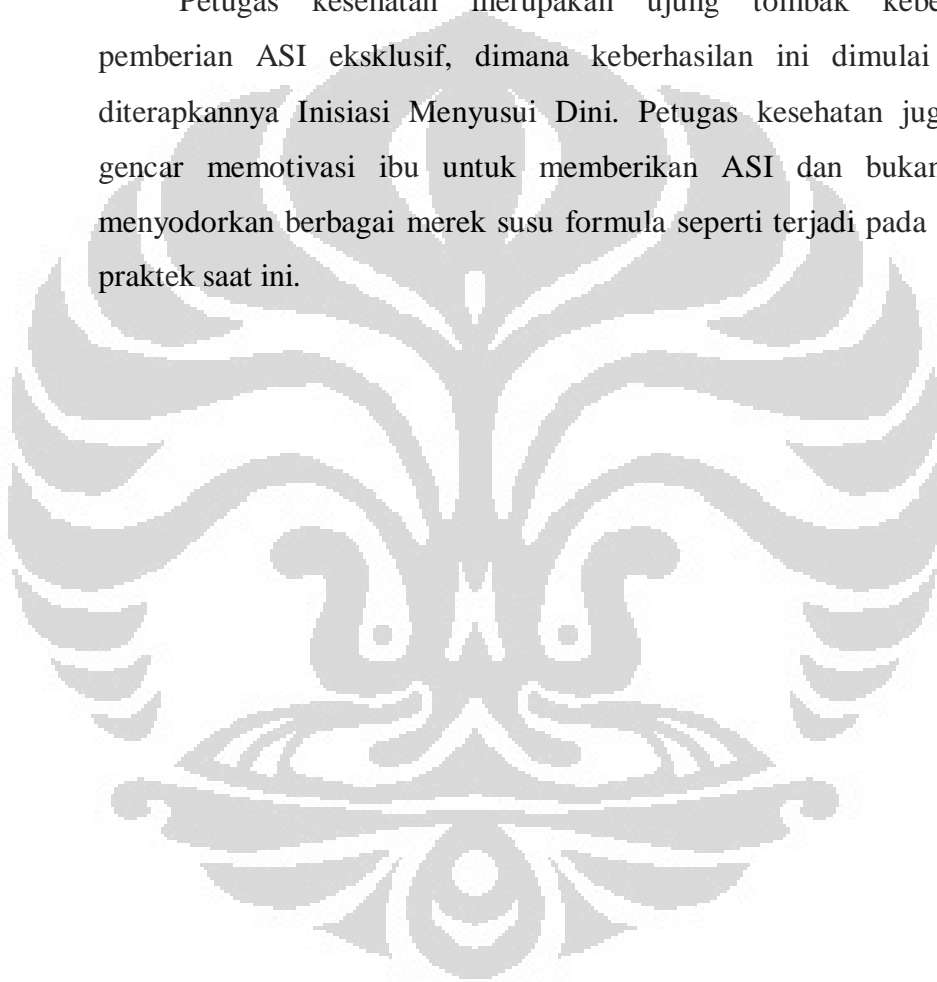 Petugas kesehatan merupakan ujung tombak
pemberian ASI eksklusif, dimana keberhasilan ini dimulai
diterapkannya Inisiasi Menyusui Dini. Petugas kesehatan
gencar memotivasi ibu untuk memberikan ASI dan
menyodorkan berbagai merek susu formula seperti terjadi pada
praktek saat ini.